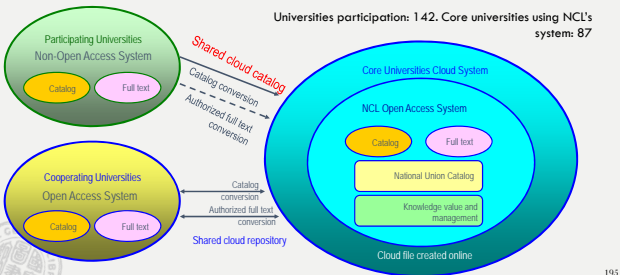 Universities participation: 142. Core universities using NCL's
system: 87
Participating Universities
Non-Open Access System
Catalog
Full text
Shared cloud catalog
Catalog conversion
Authorized full text
conversion
Core Universities Cloud System
NCL Open Access System
Catalog
Full text
National Union Catalog
Knowledge value and
management
Cloud file created online
Cooperating Universities
Open Access System
Catalog
Full text
Catalog
conversion
Authorized full text
conversion
Shared cloud repository
195